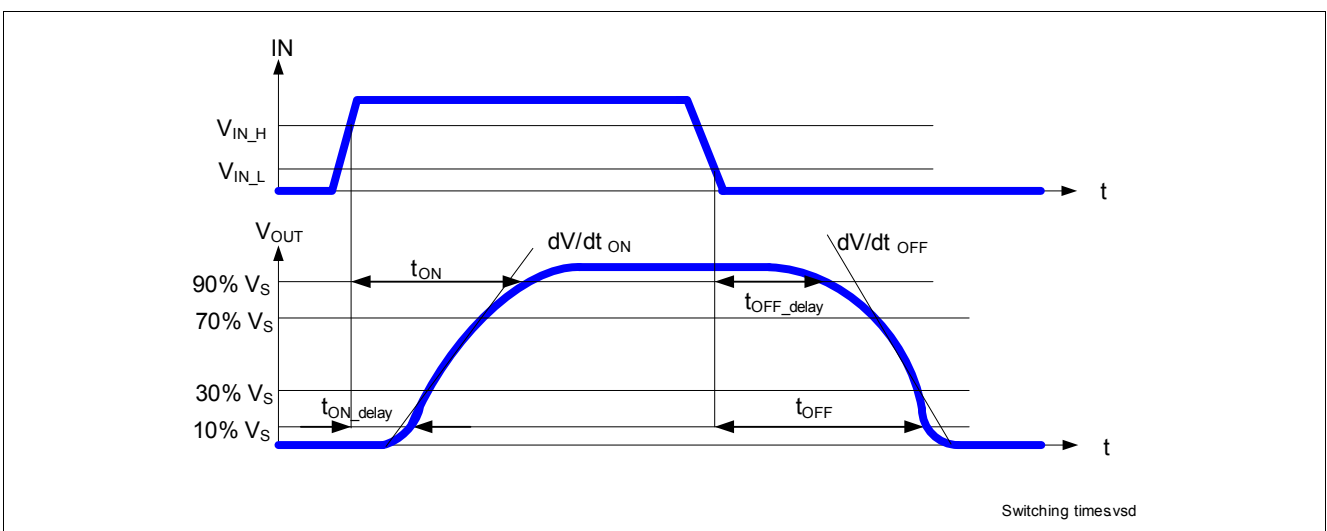 IN
V_IN_H
V_IN_L
t
V_OUT
dV/dt ON
dV/dt OFF
t_ON
90% V_S
t_OFF_delay
70% V_S
30% V_S
t_ON_delay
t_OFF
10% V_S
t
Switching times.vsd